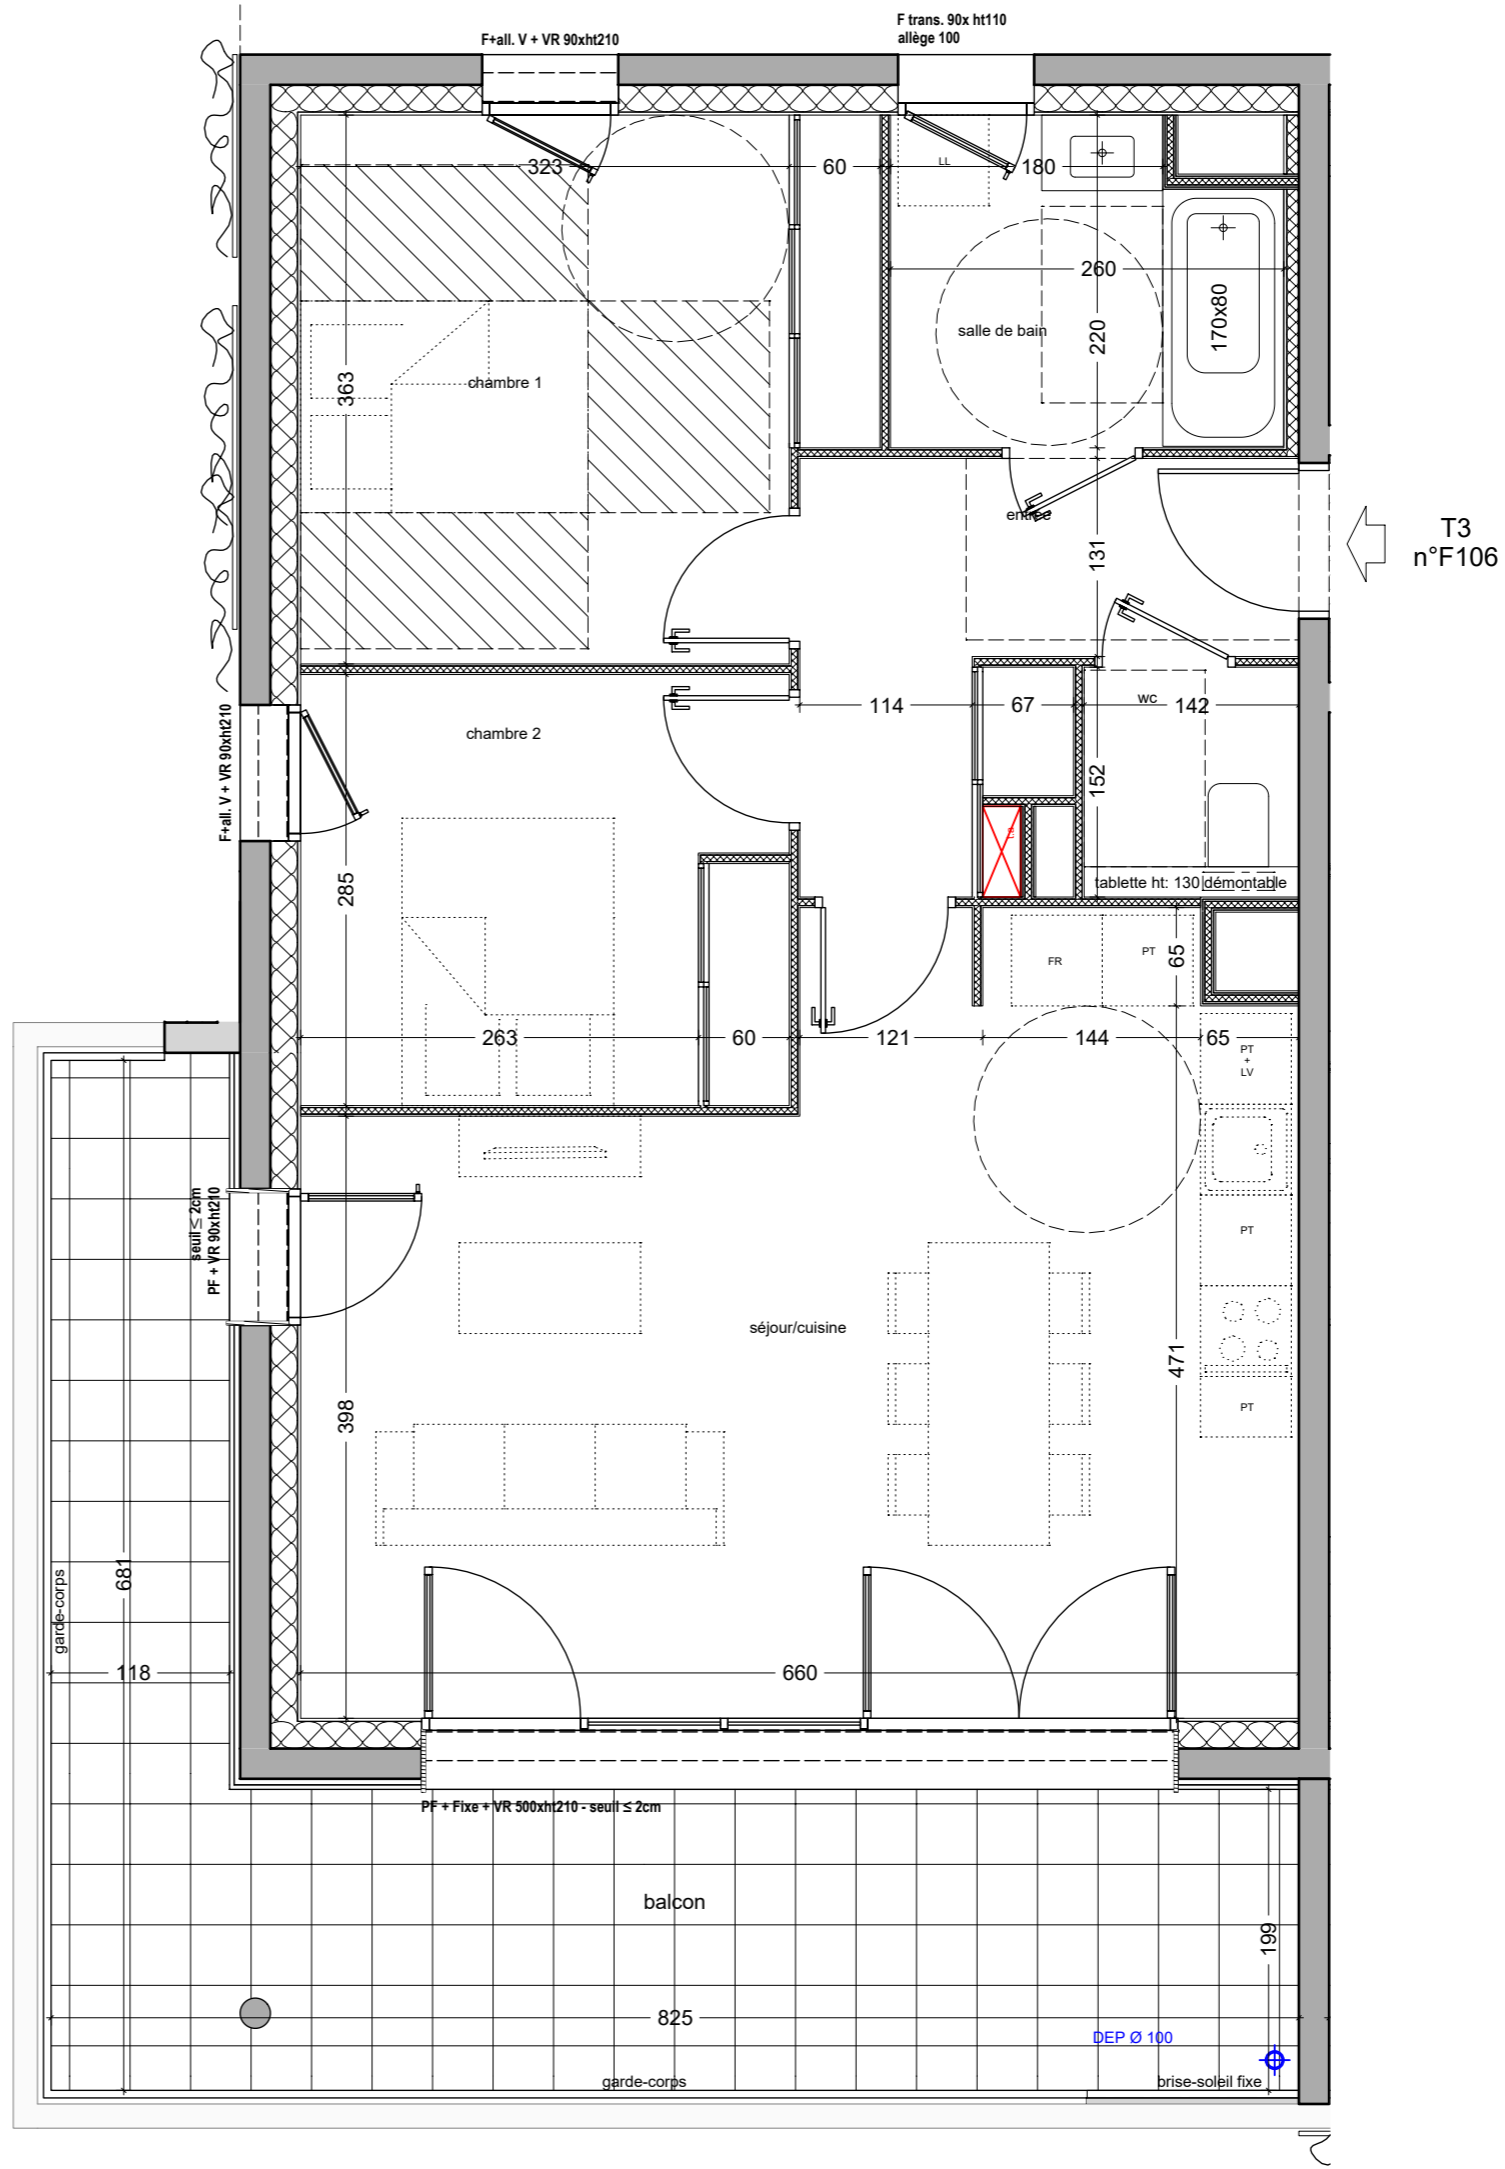 F+all. V + VR 90xht210
F trans. 90x ht110
allège 100
323
60
LL
180
260
salle de bain
220
170x80
363
chambre 1
entrée
131
T3
n°F106
F+all. V + VR 90xht210
chambre 2
114
67
wc
142
152
tablette ht: 130 démontable
285
FR
PT
65
263
60
121
144
65
PT
+
LV
seuil ≤ 2cm
PF + VR 90xht210
PT
séjour/cuisine
471
398
PT
681
garde-corps
118
660
PF + Fixe + VR 500xht210 - seuil ≤ 2cm
balcon
199
825
DEP Ø 100
garde-corps
brise-soleil fixe